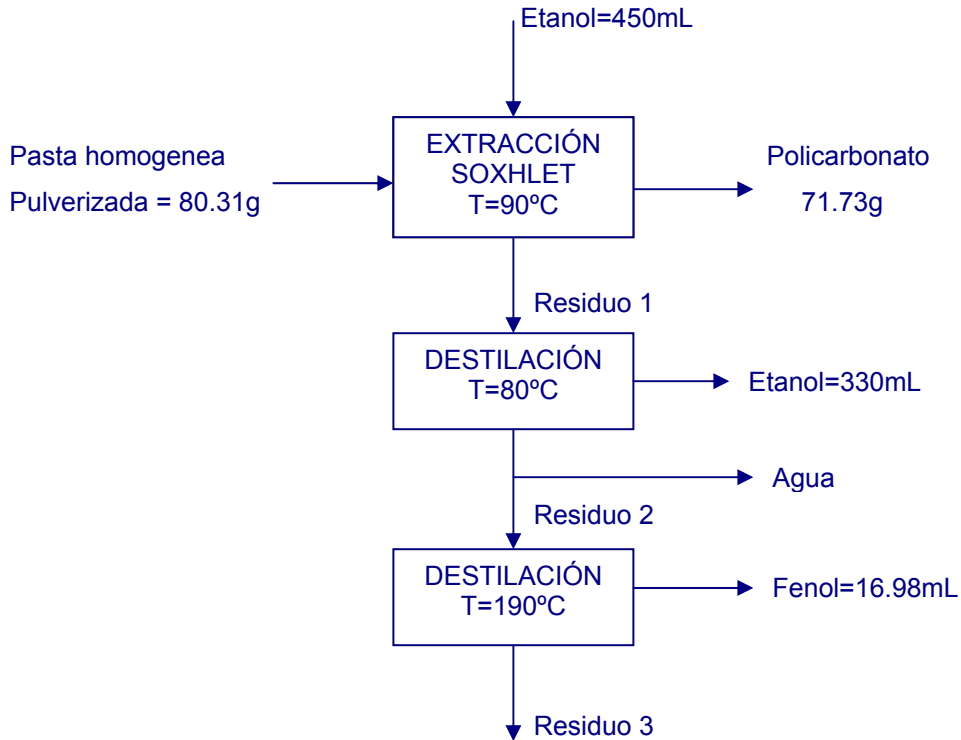 Etanol=450mL
Pasta homogenea
Pulverizada = 80.31g
EXTRACCIÓN
SOXHLET
T=90ºC
Policarbonato
71.73g
Residuo 1
DESTILACIÓN
T=80ºC
Etanol=330mL
Agua
Residuo 2
DESTILACIÓN
T=190ºC
Fenol=16.98mL
Residuo 3